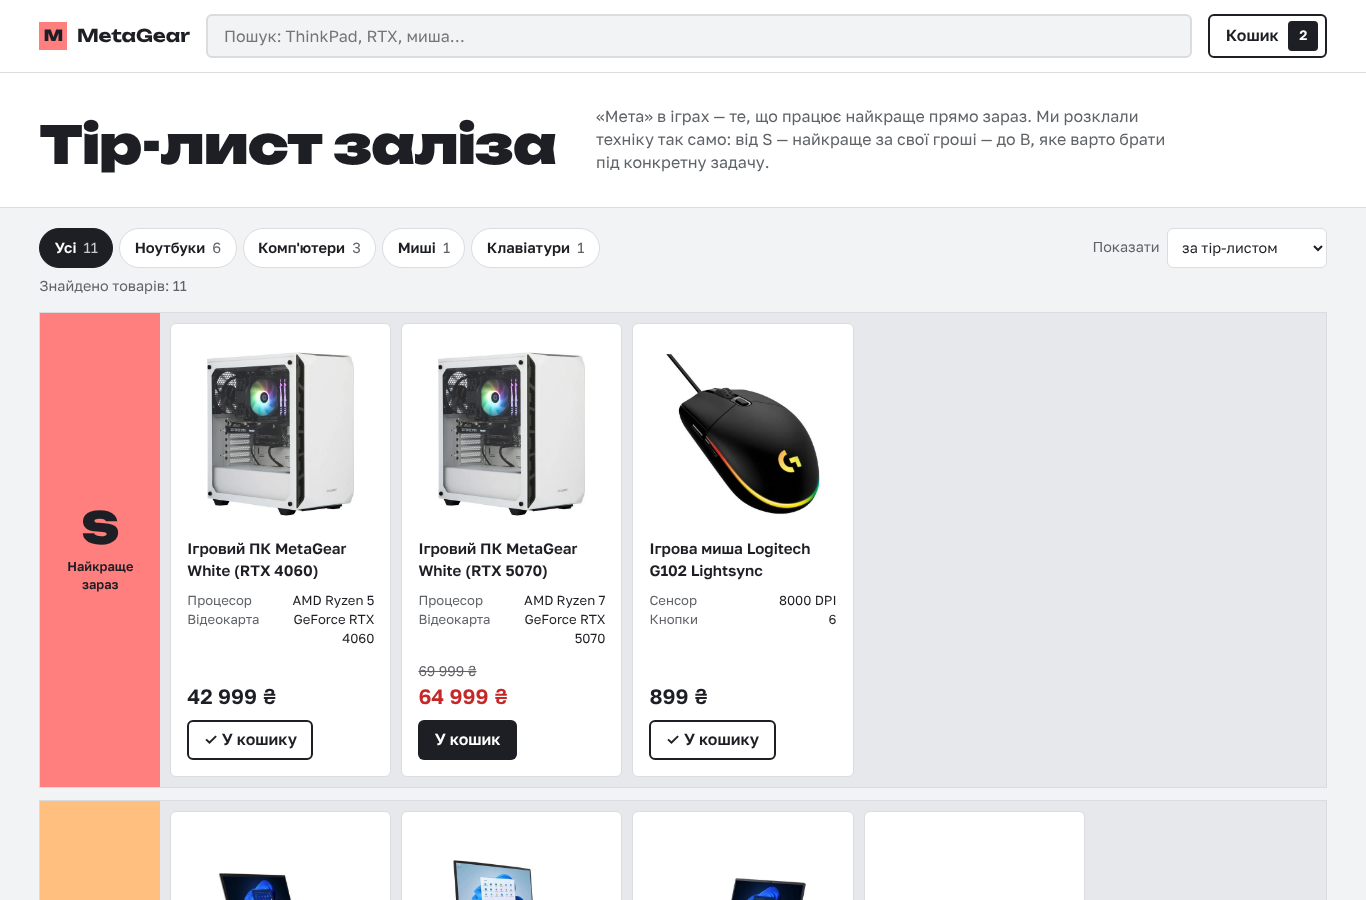 M MetaGear
Пошук: ThinkPad, RTX, миша...
Кошик 2
Тір-лист заліза
«Мета» в іграх — те, що працює найкраще прямо зараз. Ми розклали
техніку так само: від S — найкраще за свої гроші — до B, яке варто брати
під конкретну задачу.
Усі 11
Ноутбуки 6
Комп'ютери 3
Миші 1
Клавіатури 1
Показати
за тір-листом
Знайдено товарів: 11
S
Найкраще
зараз
Ігровий ПК MetaGear
White (RTX 4060)
Процесор AMD Ryzen 5
Відеокарта GeForce RTX
4060
42 999 ₴
✓ У кошику
Ігровий ПК MetaGear
White (RTX 5070)
Процесор AMD Ryzen 7
Відеокарта GeForce RTX
5070
69 999 ₴
64 999 ₴
У кошик
Ігрова миша Logitech
G102 Lightsync
Сенсор 8000 DPI
Кнопки 6
899 ₴
✓ У кошику